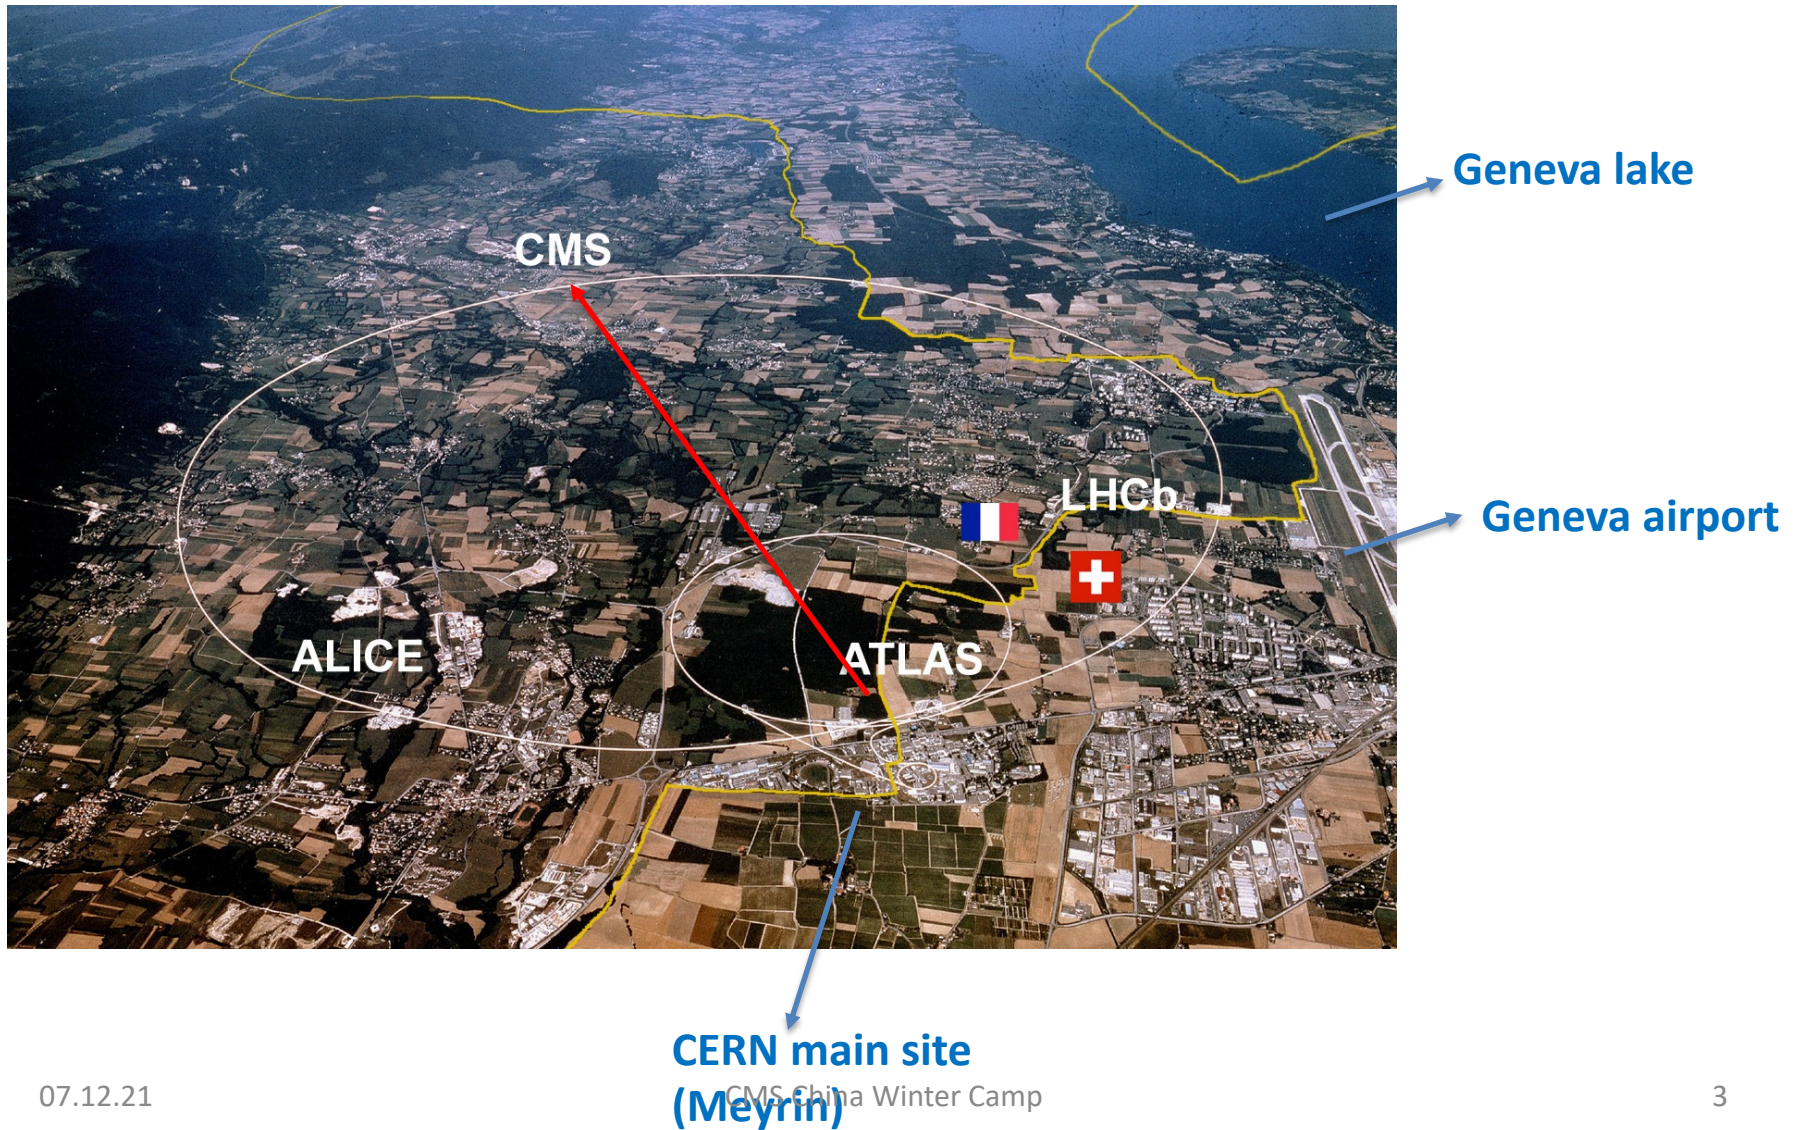 Geneva lake
CMS
LHCb
Geneva airport
ALICE
ATLAS
CERN main site
(Meyrin)
07.12.21
CMS China Winter Camp
3